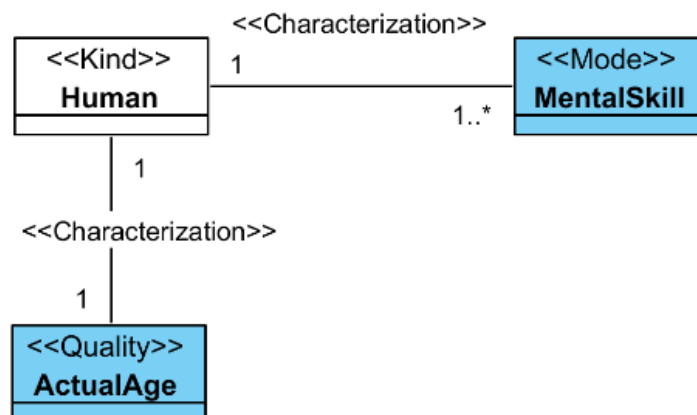 <<Characterization>>
<<Kind>>
Human
1
<<Mode>>
MentalSkill
1..*
1
<<Characterization>>
1
<<Quality>>
ActualAge